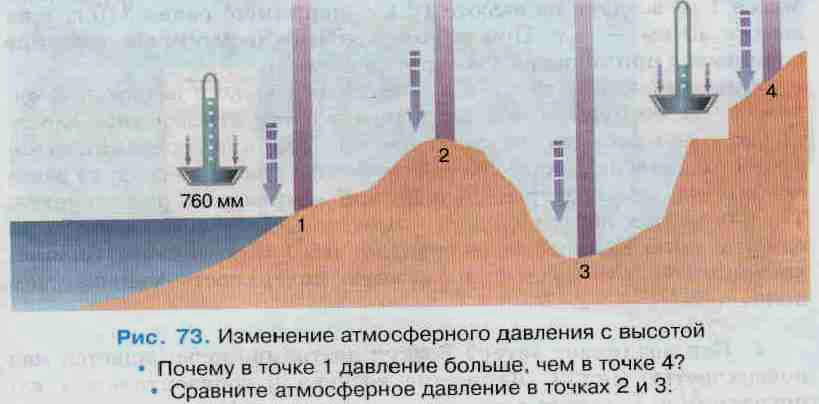 760 мм
1
2
3
4
Рис. 73. Изменение атмосферного давления с высотой
• Почему в точке 1 давление больше, чем в точке 4?
• Сравните атмосферное давление в точках 2 и 3.